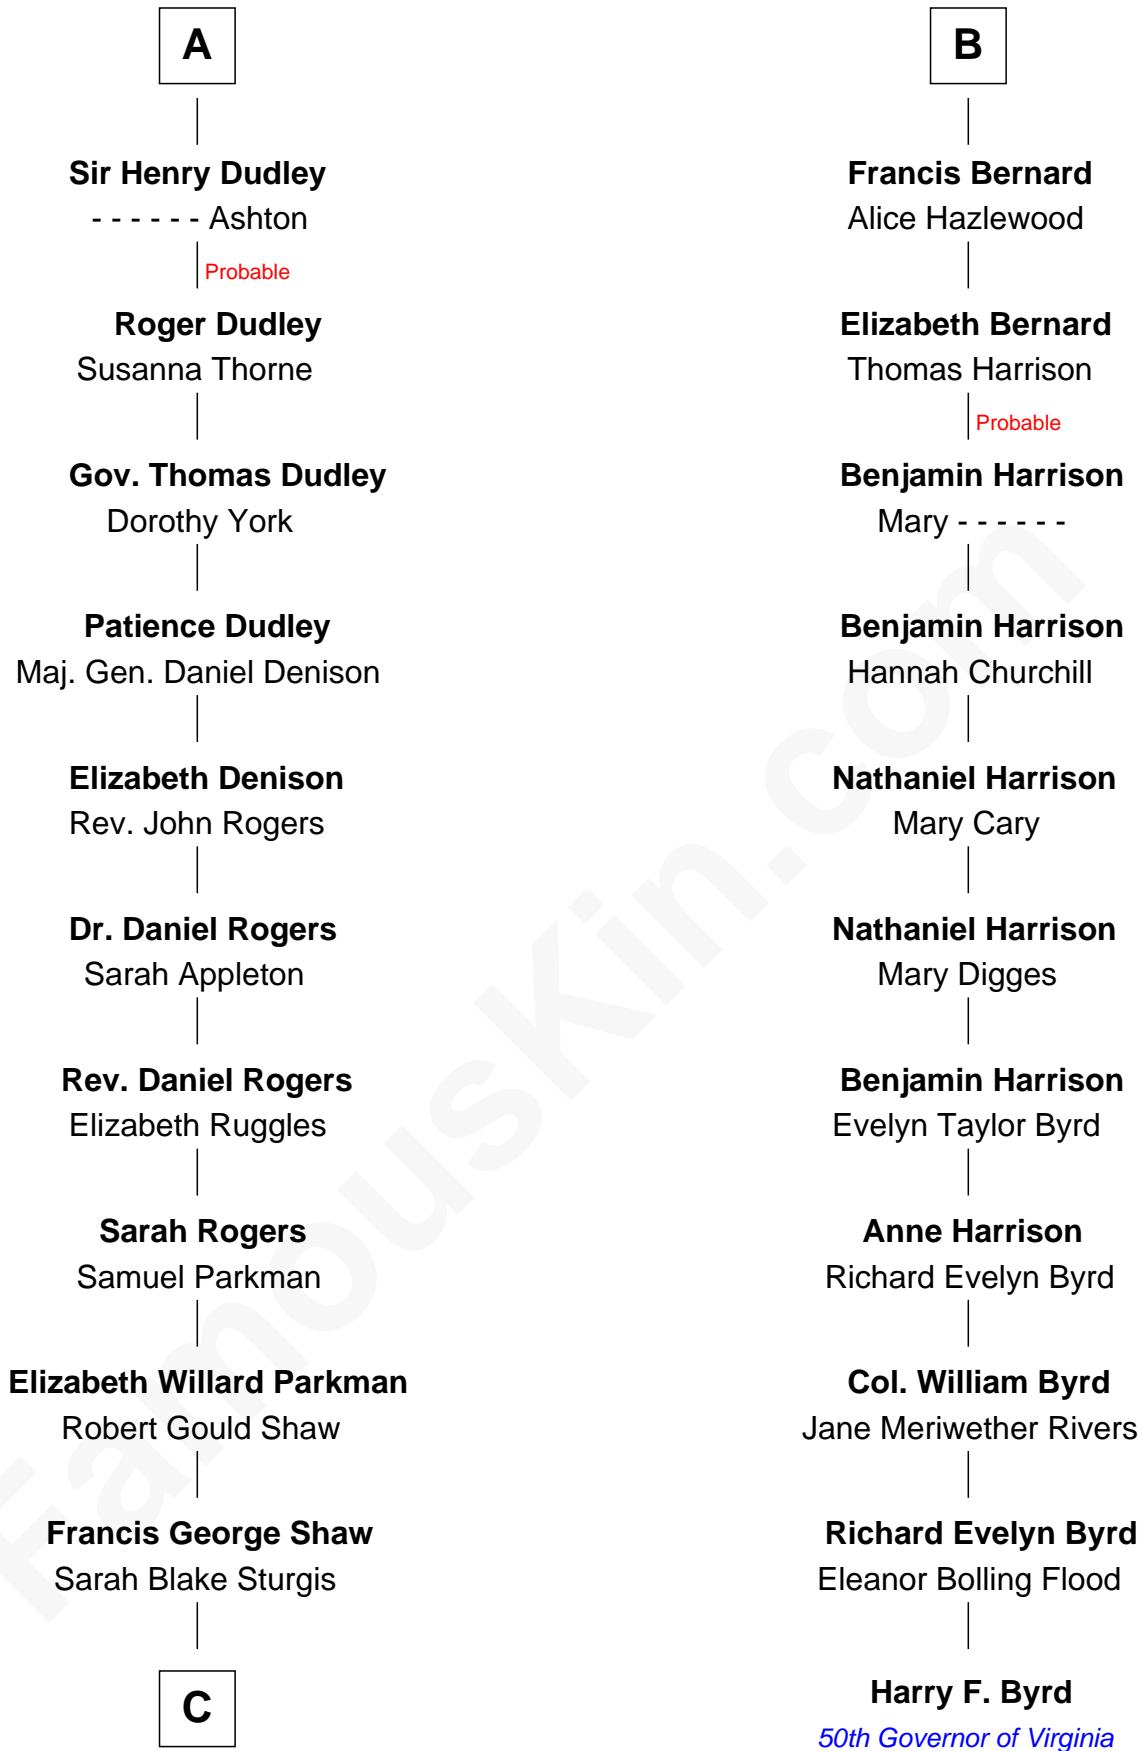 A
Sir Henry Dudley
- - - - - - Ashton
Probable
Roger Dudley
Susanna Thorne
Gov. Thomas Dudley
Dorothy York
Patience Dudley
Maj. Gen. Daniel Denison
Elizabeth Denison
Rev. John Rogers
Dr. Daniel Rogers
Sarah Appleton
Rev. Daniel Rogers
Elizabeth Ruggles
Sarah Rogers
Samuel Parkman
Elizabeth Willard Parkman
Robert Gould Shaw
Francis George Shaw
Sarah Blake Sturgis
C
B
Francis Bernard
Alice Hazlewood
Elizabeth Bernard
Thomas Harrison
Probable
Benjamin Harrison
Mary - - - - - -
Benjamin Harrison
Hannah Churchill
Nathaniel Harrison
Mary Cary
Nathaniel Harrison
Mary Digges
Benjamin Harrison
Evelyn Taylor Byrd
Anne Harrison
Richard Evelyn Byrd
Col. William Byrd
Jane Meriwether Rivers
Richard Evelyn Byrd
Eleanor Bolling Flood
Harry F. Byrd
50th Governor of Virginia
FamousKin.com